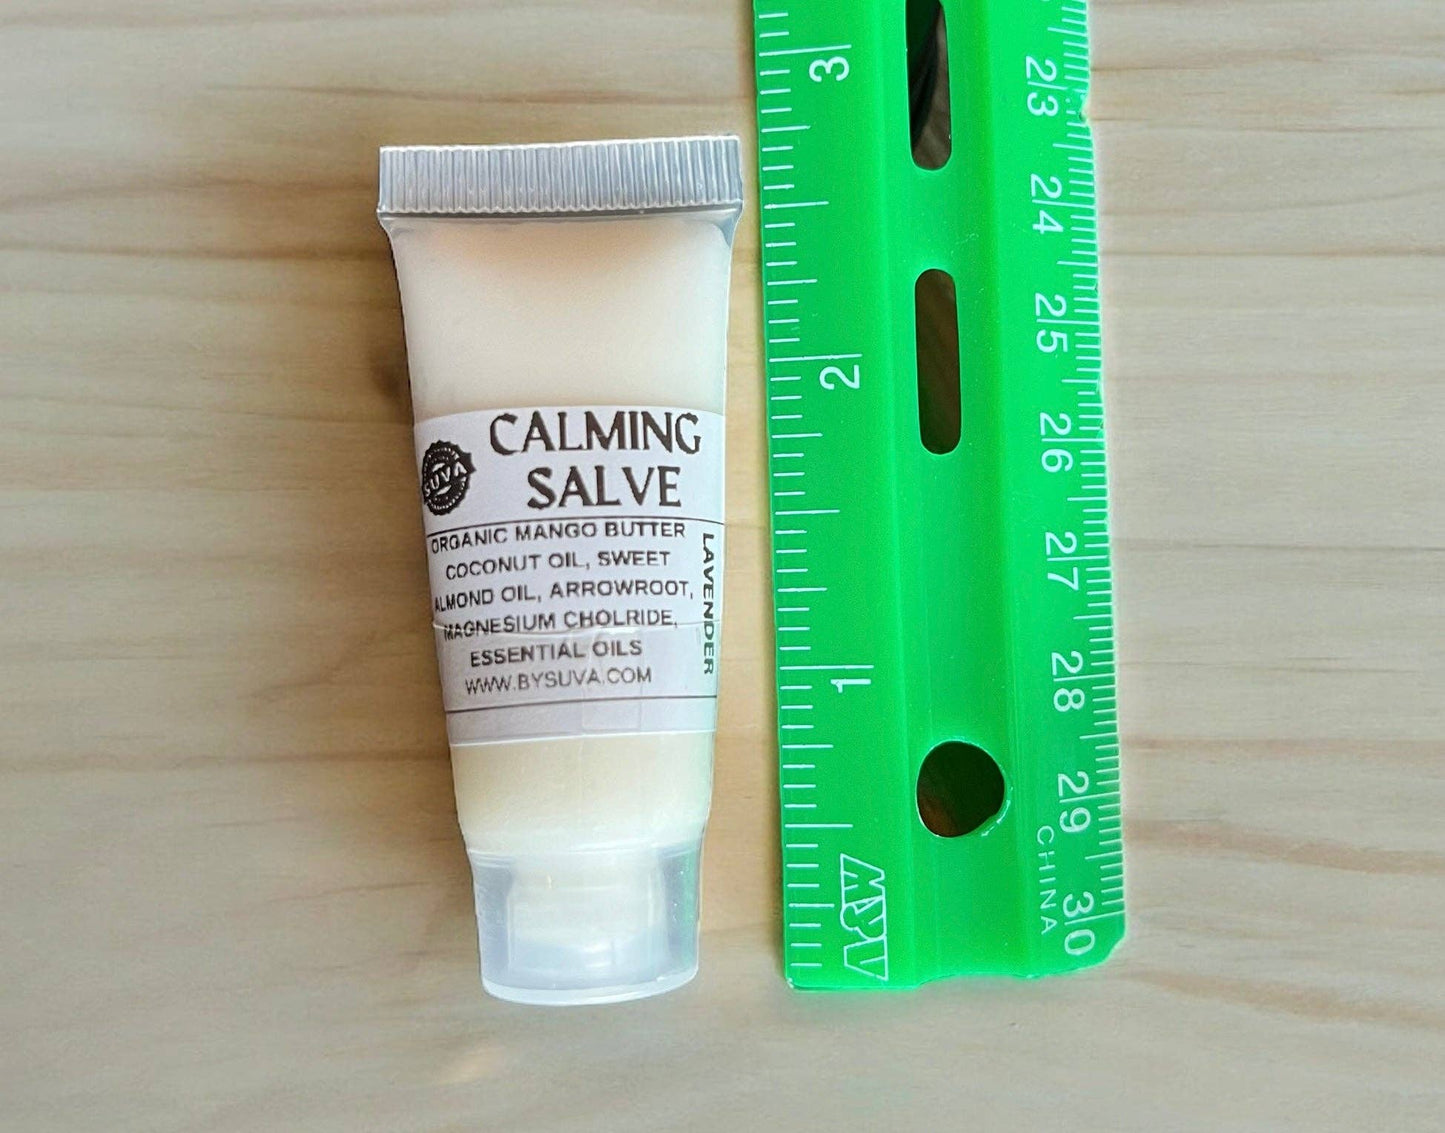 CALMING
SALVE
SUVA
ORGANIC MANGO BUTTER
COCONUT OIL, SWEET
ALMOND OIL, ARROWROOT,
MAGNESIUM CHOLRIDE,
ESSENTIAL OILS
WWW.BYSUVA.COM
LAVENDER
3
2
1
23
24
25
26
27
28
29
30
CHINA